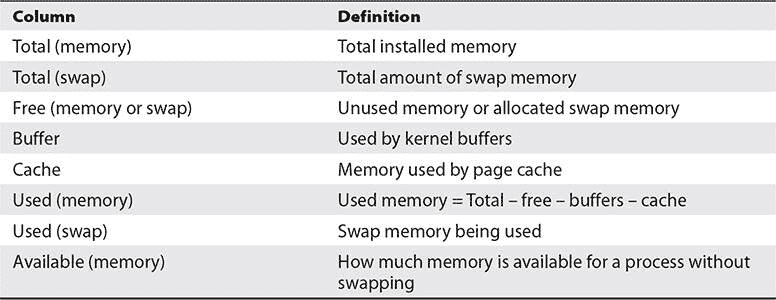 Column Definition
Total (memory) Total installed memory
Total (swap) Total amount of swap memory
Free (memory or swap) Unused memory or allocated swap memory
Buffer Used by kernel buffers
Cache Memory used by page cache
Used (memory) Used memory = Total – free – buffers – cache
Used (swap) Swap memory being used
Available (memory) How much memory is available for a process without
swapping